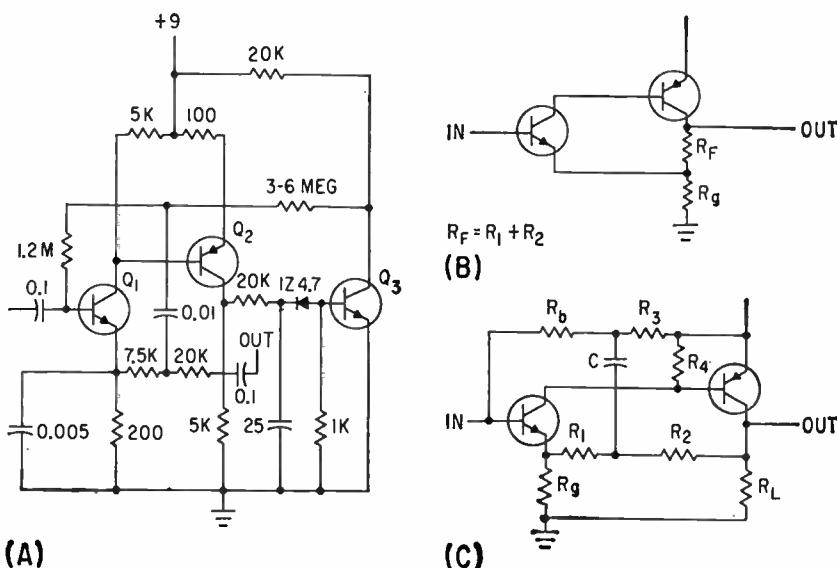 +9
20K
5K
100
3-6 MEG
1.2M
Q2
Q1
0.1
0.01
20K
1Z4.7
Q3
OUT
7.5K
20K
0.1
0.005
200
5K
25
1K
(A)
IN
OUT
RF
Rg
RF = R1 + R2
(B)
Rb
R3
C
R4
IN
OUT
R1
R2
Rg
RL
(C)